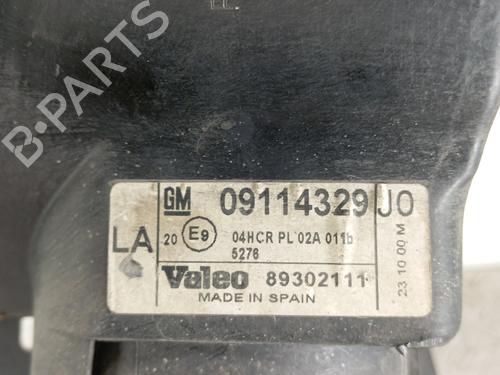 B-PARTS
GM 09114329 J0
LA 20 E9 04HCR PL 02A 011b
5276
Valeo 89302111
MADE IN SPAIN
23 10 00 M